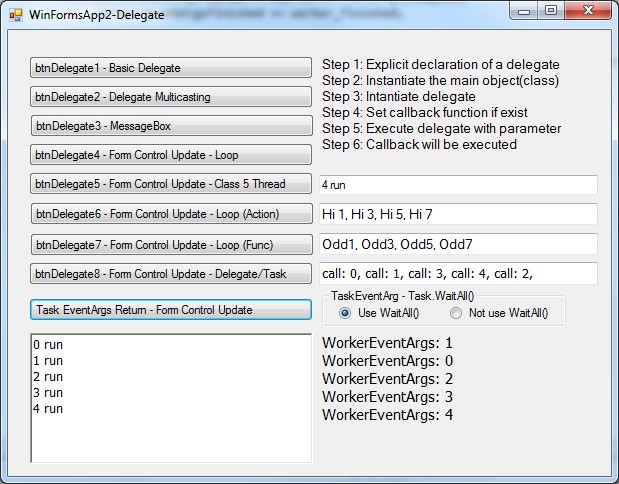 WinFormsApp2-Delegate
btnDelegate1 - Basic Delegate
btnDelegate2 - Delegate Multicasting
btnDelegate3 - MessageBox
btnDelegate4 - Form Control Update - Loop
Step 1: Explicit declaration of a delegate
Step 2: Instantiate the main object(class)
Step 3: Intantiate delegate
Step 4: Set callback function if exist
Step 5: Execute delegate with parameter
Step 6: Callback will be executed
btnDelegate5 - Form Control Update - Class 5 Thread
4 run
btnDelegate6 - Form Control Update - Loop (Action)
Hi 1, Hi 3, Hi 5, Hi 7
btnDelegate7 - Form Control Update - Loop (Func)
Odd1, Odd3, Odd5, Odd7
btnDelegate8 - Form Control Update - Delegate/Task
call: 0, call: 1, call: 3, call: 4, call: 2,
Task EventArgs Return - Form Control Update
TaskEventArg - Task.WaitAll()
Use WaitAll()
Not use WaitAll()
0 run
1 run
2 run
3 run
4 run
WorkerEventArgs: 1
WorkerEventArgs: 0
WorkerEventArgs: 2
WorkerEventArgs: 3
WorkerEventArgs: 4